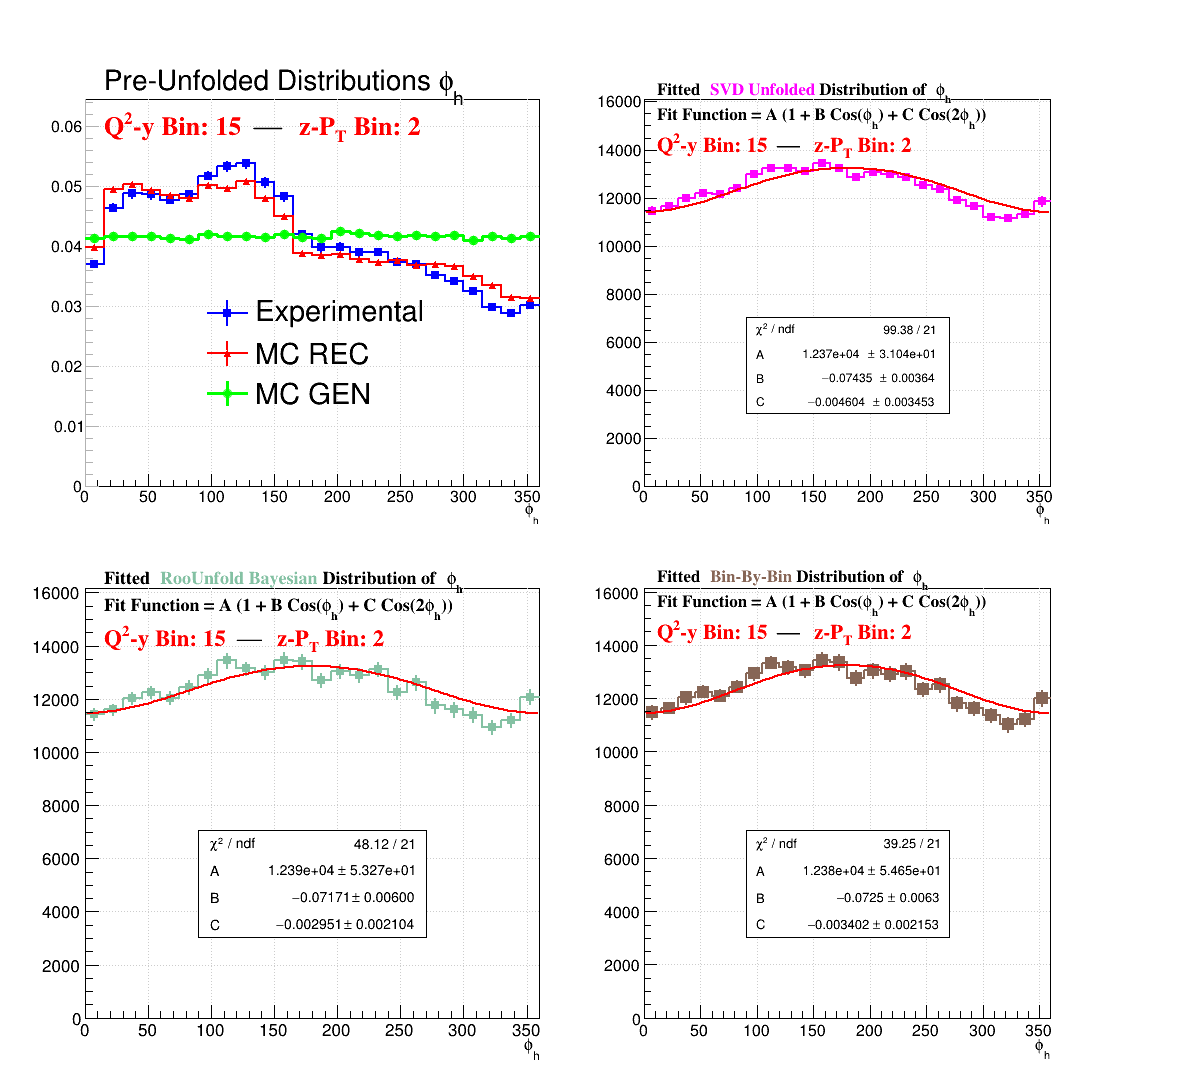 Pre-Unfolded Distributions ϕh
Q2-y Bin: 15 — z-PT Bin: 2
0.06
0.05
0.04
0.03
0.02
0.01
0
Experimental
MC REC
MC GEN
0 50 100 150 200 250 300 350
ϕh
Fitted SVD Unfolded Distribution of ϕh
Fit Function = A (1 + B Cos(ϕh) + C Cos(2ϕh))
Q2-y Bin: 15 — z-PT Bin: 2
16000
14000
12000
10000
8000
6000
4000
2000
0
χ2 / ndf 99.38 / 21
A 1.237e+04 ± 3.104e+01
B −0.07435 ± 0.00364
C −0.004604 ± 0.003453
0 50 100 150 200 250 300 350
ϕh
Fitted RooUnfold Bayesian Distribution of ϕh
Fit Function = A (1 + B Cos(ϕh) + C Cos(2ϕh))
Q2-y Bin: 15 — z-PT Bin: 2
16000
14000
12000
10000
8000
6000
4000
2000
0
χ2 / ndf 48.12 / 21
A 1.239e+04 ± 5.327e+01
B −0.07171 ± 0.00600
C −0.002951 ± 0.002104
0 50 100 150 200 250 300 350
ϕh
Fitted Bin-By-Bin Distribution of ϕh
Fit Function = A (1 + B Cos(ϕh) + C Cos(2ϕh))
Q2-y Bin: 15 — z-PT Bin: 2
16000
14000
12000
10000
8000
6000
4000
2000
0
χ2 / ndf 39.25 / 21
A 1.238e+04 ± 5.465e+01
B −0.0725 ± 0.0063
C −0.003402 ± 0.002153
0 50 100 150 200 250 300 350
ϕh